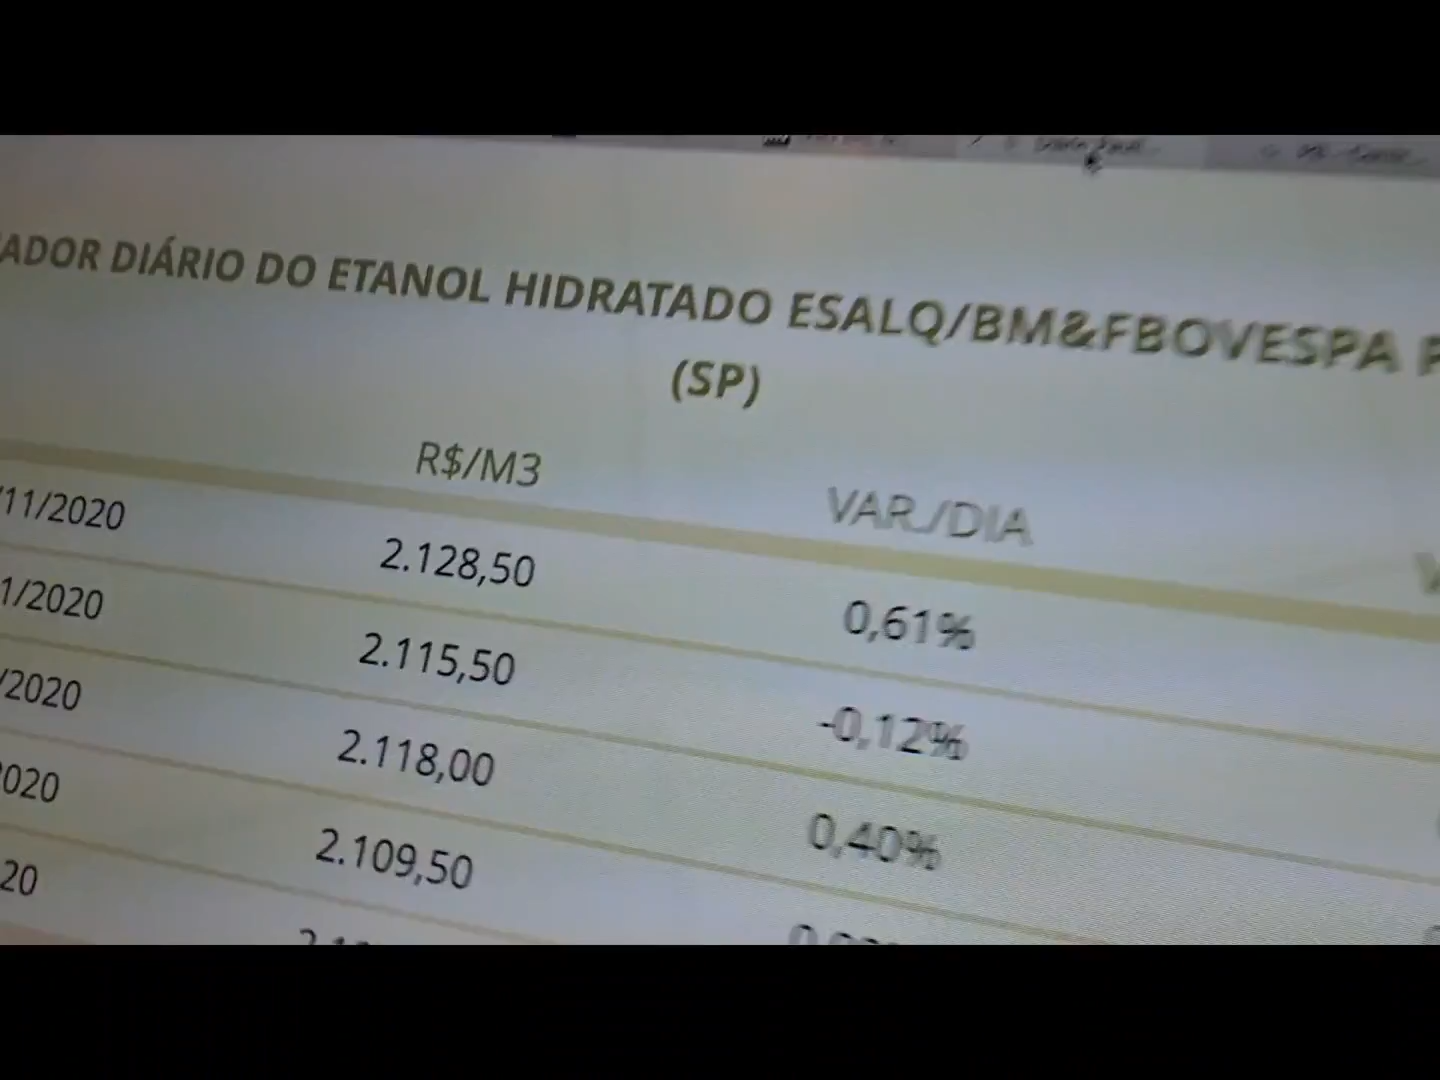 ADOR DIÁRIO DO ETANOL HIDRATADO ESALQ/BM&FBOVESPA P
(SP)
R$/M3 VAR./DIA V
/11/2020 2.128,50 0,61%
1/2020 2.115,50 -0,12%
/2020 2.118,00 0,40%
020 2.109,50
20